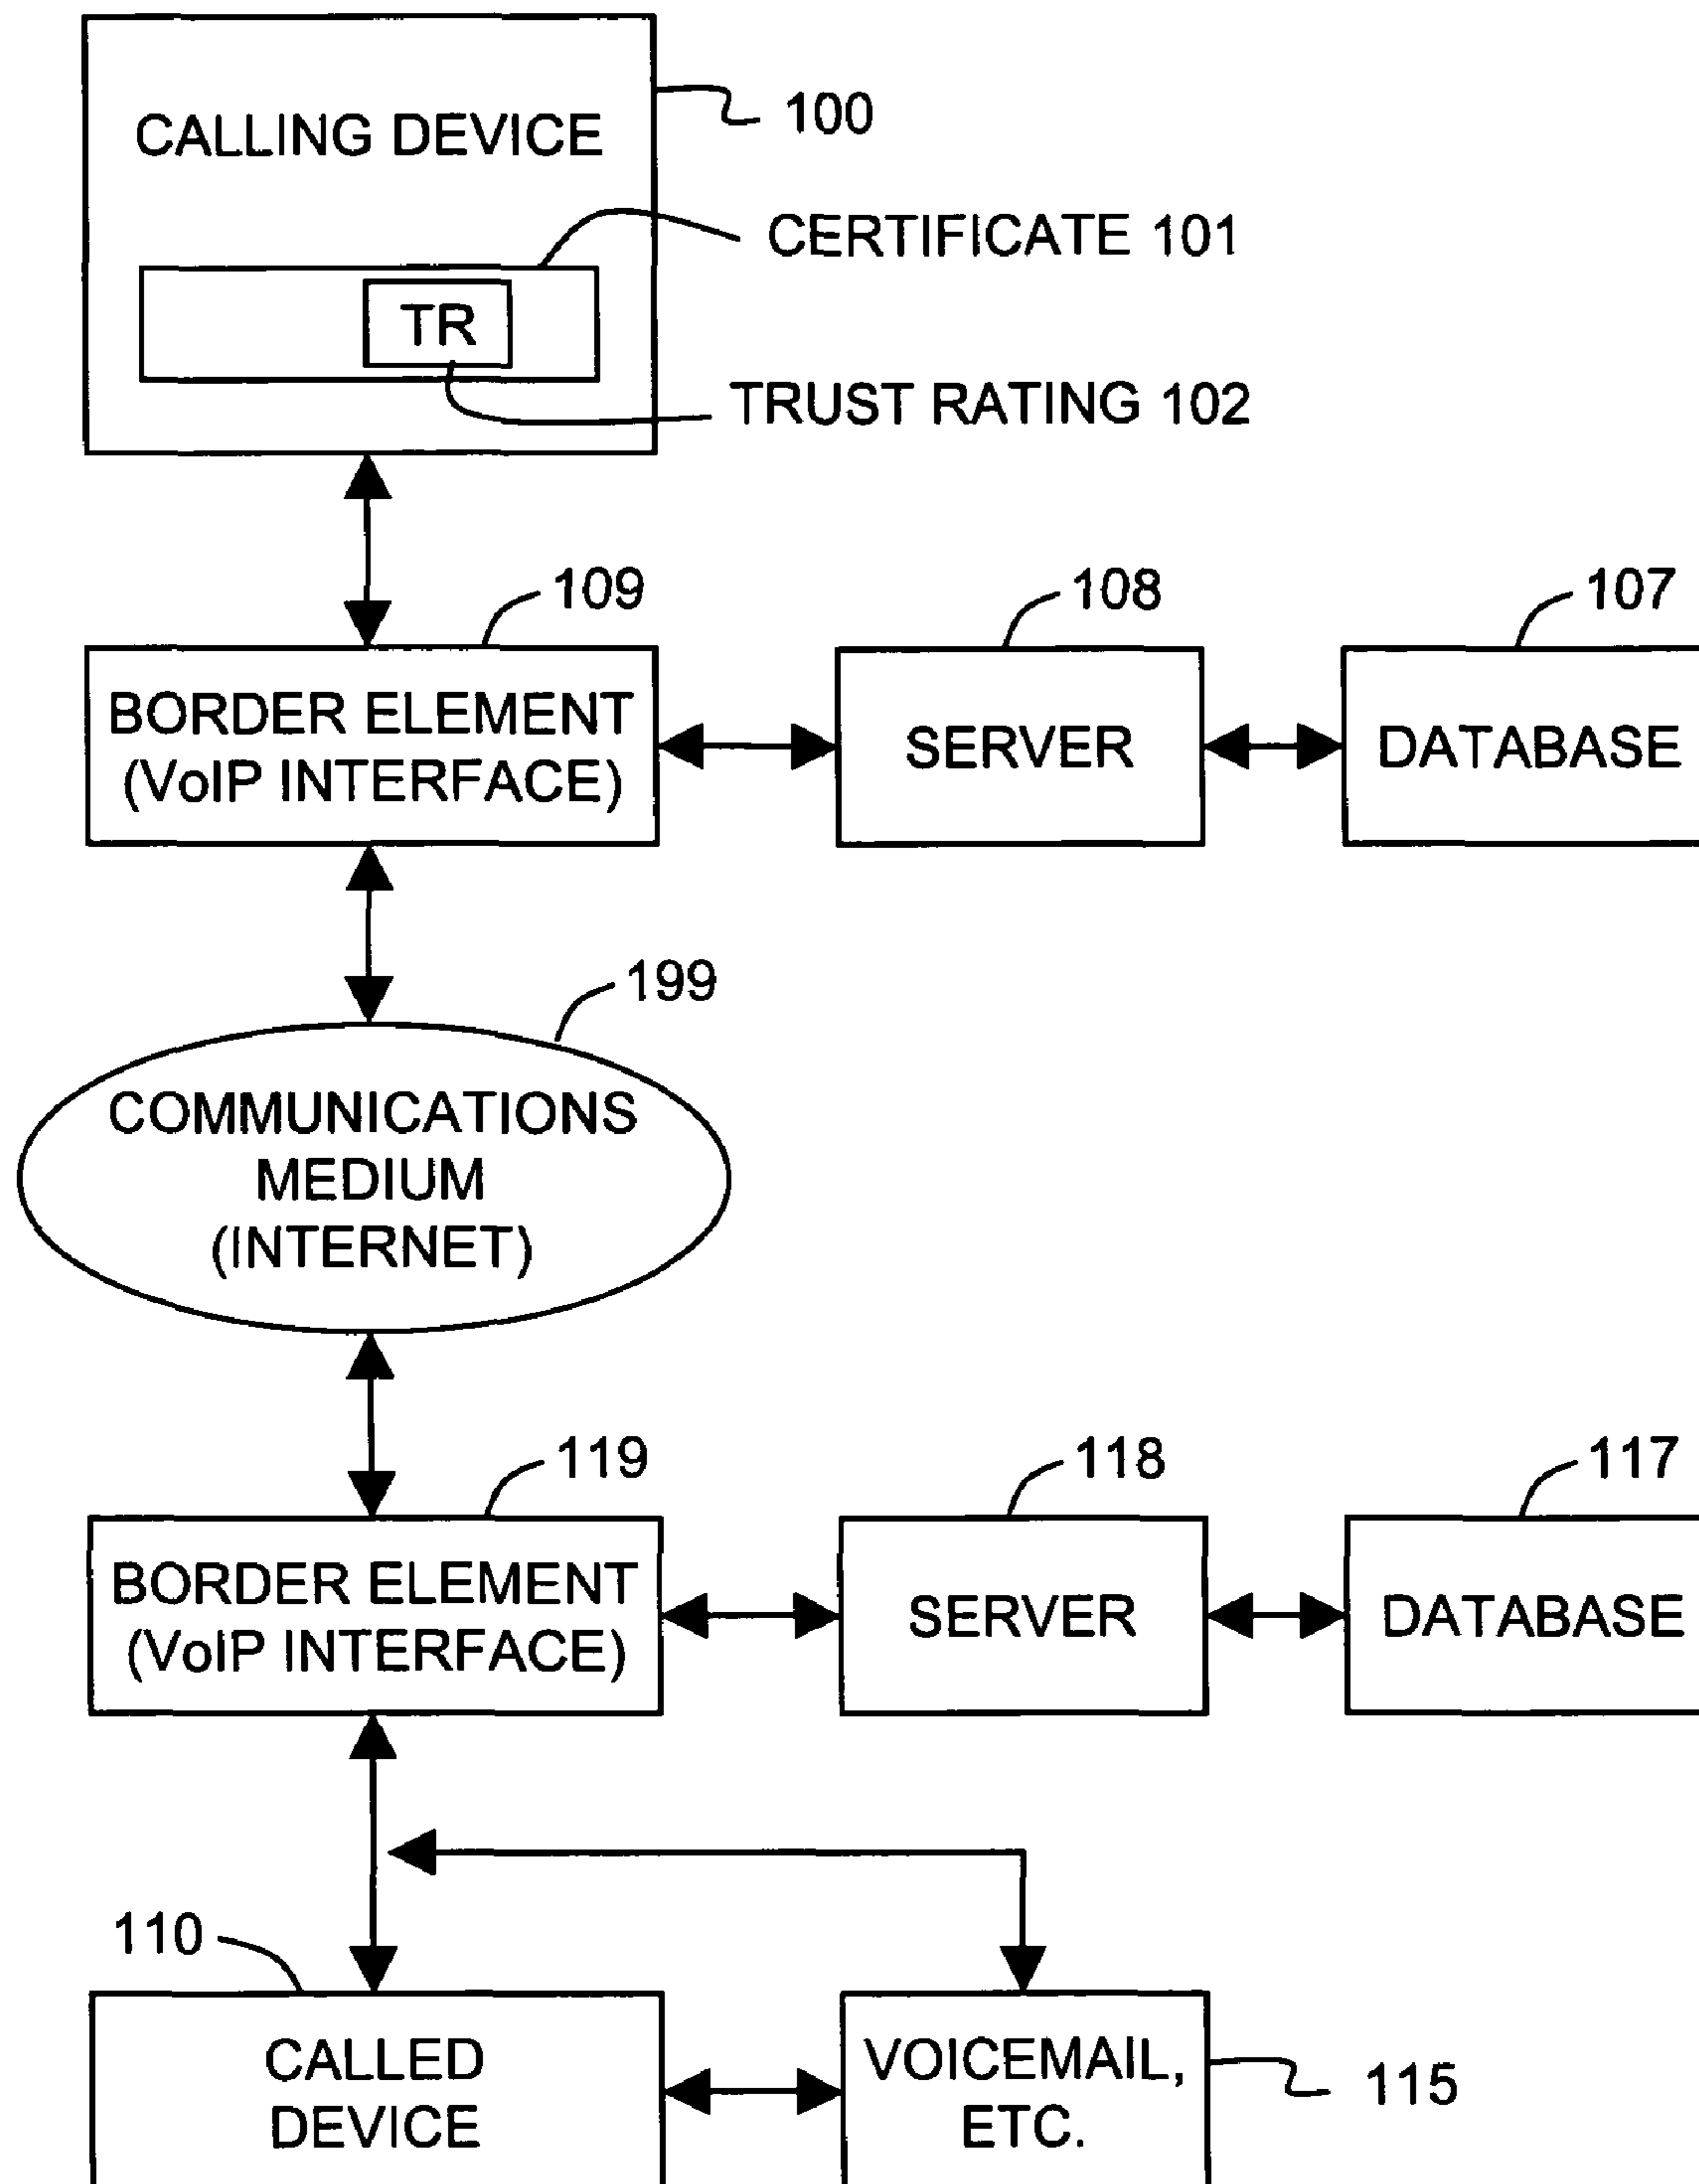 CALLING DEVICE
100
CERTIFICATE 101
TR
TRUST RATING 102
109
108
107
BORDER ELEMENT
(VoIP INTERFACE)
SERVER
DATABASE
199
COMMUNICATIONS
MEDIUM
(INTERNET)
119
118
117
BORDER ELEMENT
(VoIP INTERFACE)
SERVER
DATABASE
110
CALLED
DEVICE
VOICEMAIL,
ETC.
115